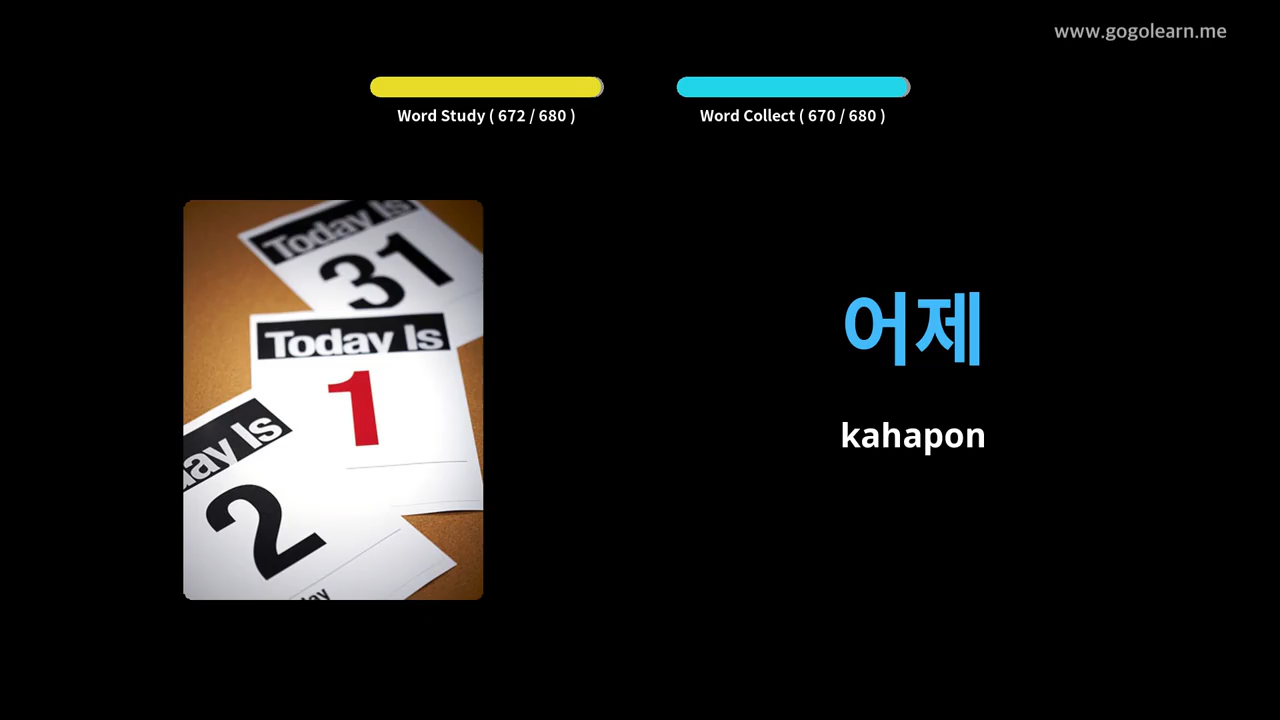 www.gogolearn.me
Word Study ( 672 / 680 )
Word Collect ( 670 / 680 )
Today Is
31
Today Is
1
day Is
2
어제
kahapon